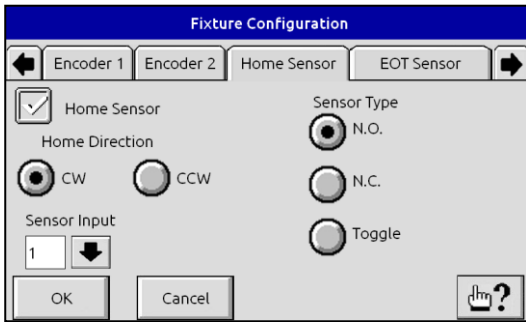 Fixture Configuration
Encoder 1 Encoder 2 Home Sensor EOT Sensor
Home Sensor
Sensor Type
N.O.
Home Direction
CW CCW
N.C.
Sensor Input
1
Toggle
OK Cancel ?